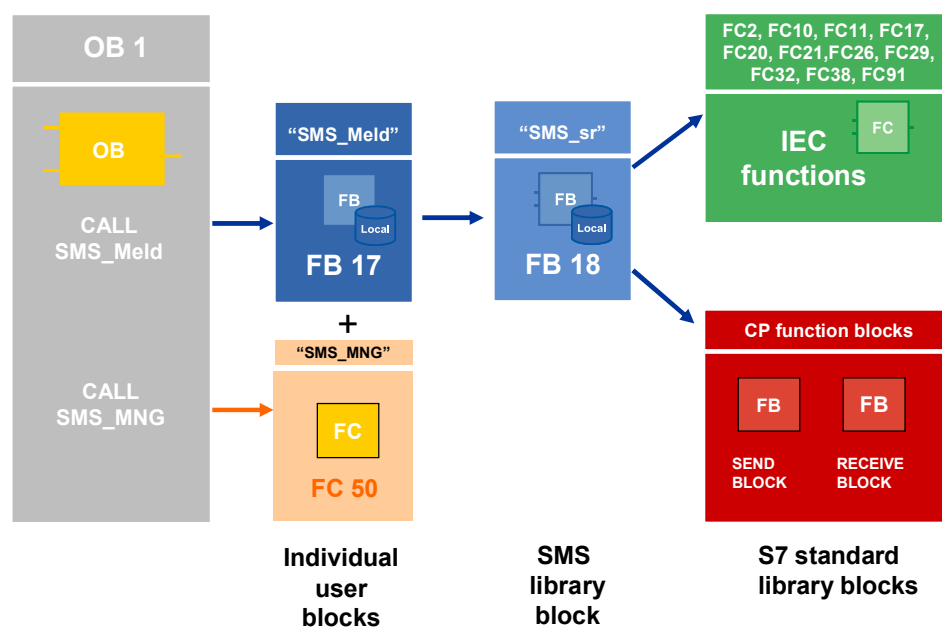 OB 1
OB
CALL
SMS_Meld
CALL
SMS_MNG
“SMS_Meld”
FB
Local
FB 17
+
“SMS_MNG”
FC
FC 50
Individual
user
blocks
“SMS_sr”
FB
Local
FB 18
SMS
library
block
FC2, FC10, FC11, FC17,
FC20, FC21,FC26, FC29,
FC32, FC38, FC91
FC
IEC
functions
CP function blocks
FB
FB
SEND
BLOCK
RECEIVE
BLOCK
S7 standard
library blocks